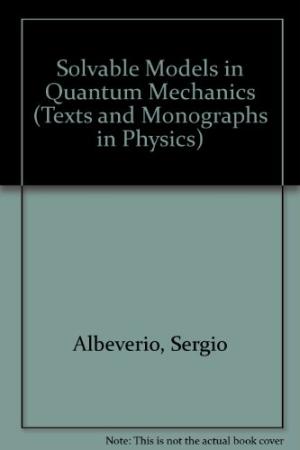 Solvable Models in
Quantum Mechanics
(Texts and Monographs
in Physics)
Albeverio, Sergio
Note: This is not the actual book cover